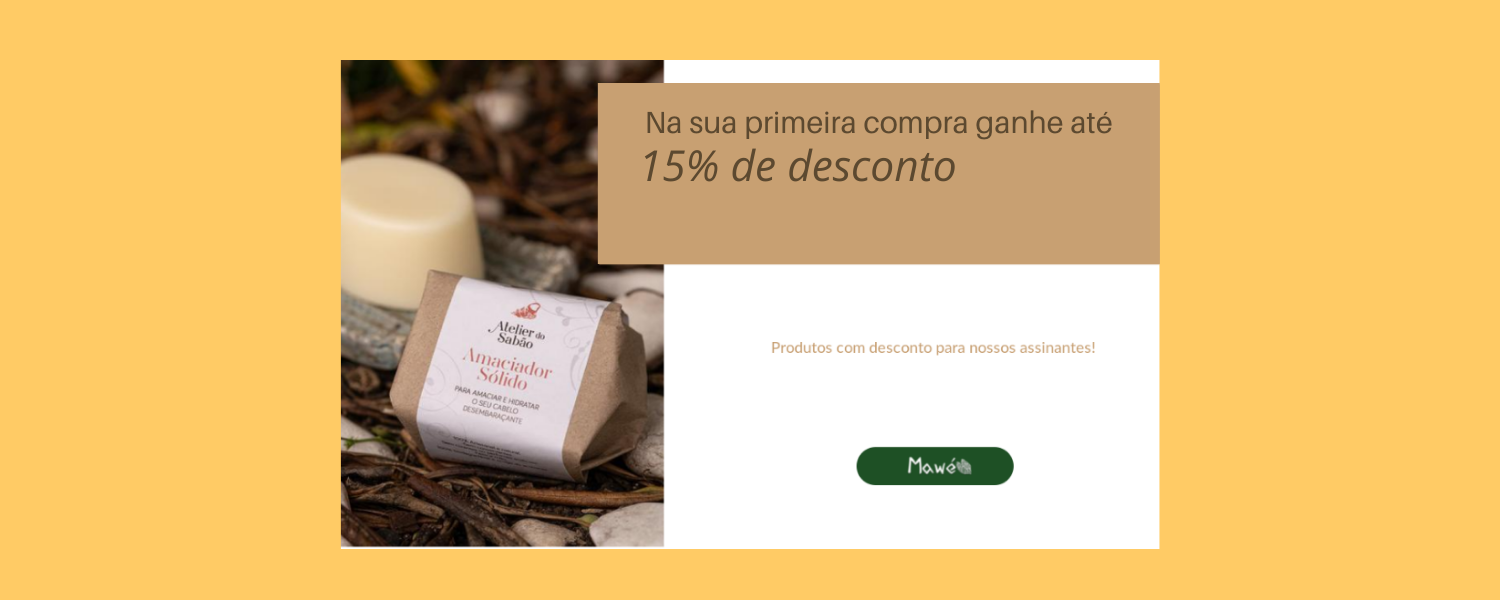 Na sua primeira compra ganhe até
15% de desconto
Atelier do
Sabão
Amaciador
Sólido
PARA AMACIAR E HIDRATAR
O SEU CABELO
DESEMBARAÇANTE
Produtos com desconto para nossos assinantes!
Mawé